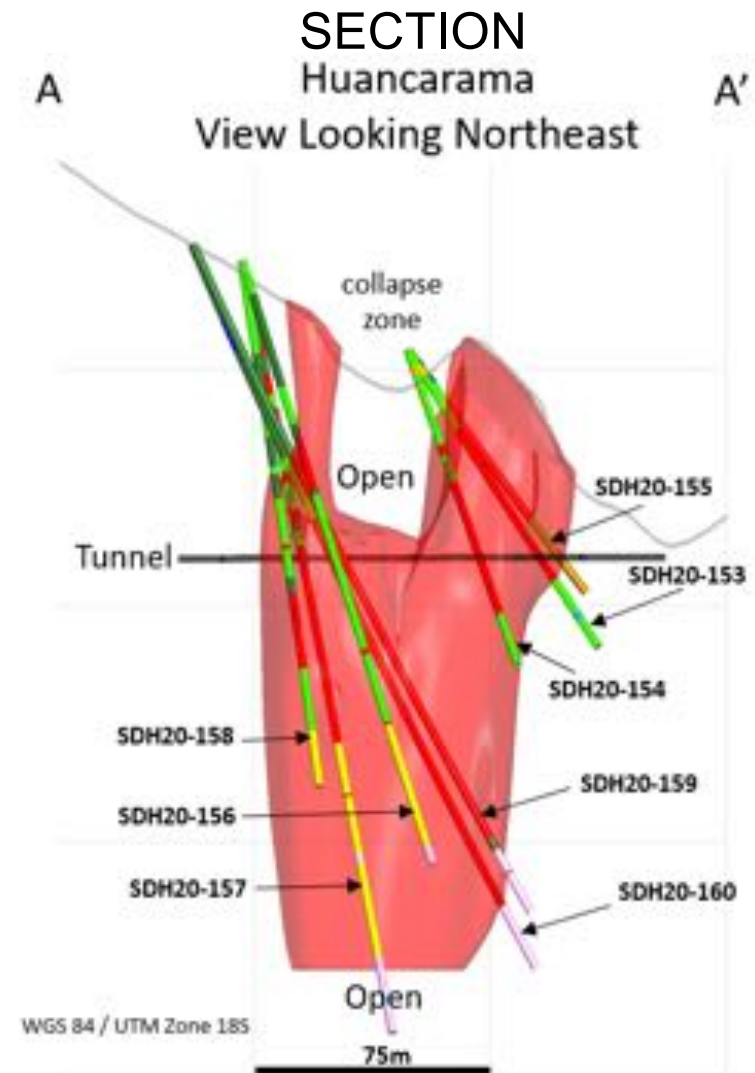 SECTION
A
Huancarama
A’
View Looking Northeast
collapse
zone
Open
SDH20-155
Tunnel
SDH20-153
SDH20-154
SDH20-158
SDH20-159
SDH20-156
SDH20-157
SDH20-160
Open
WGS 84 / UTM Zone 18S
75m